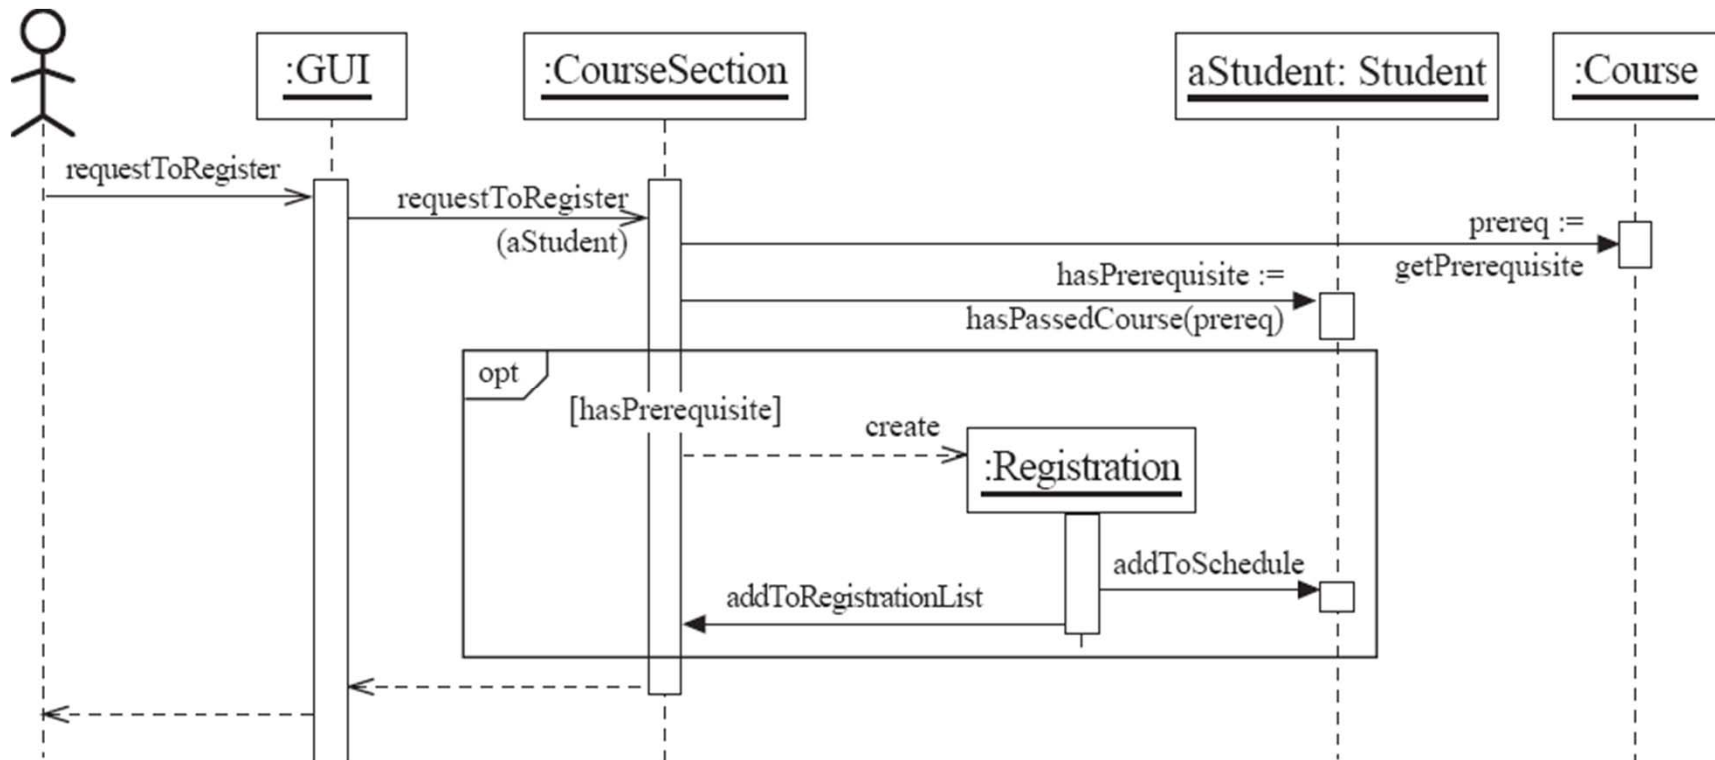 :GUI
:CourseSection
aStudent: Student
:Course
requestToRegister
requestToRegister
(aStudent)
prereq :=
getPrerequisite
hasPrerequisite :=
hasPassedCourse(prereq)
opt
[hasPrerequisite]
create
:Registration
addToSchedule
addToRegistrationList